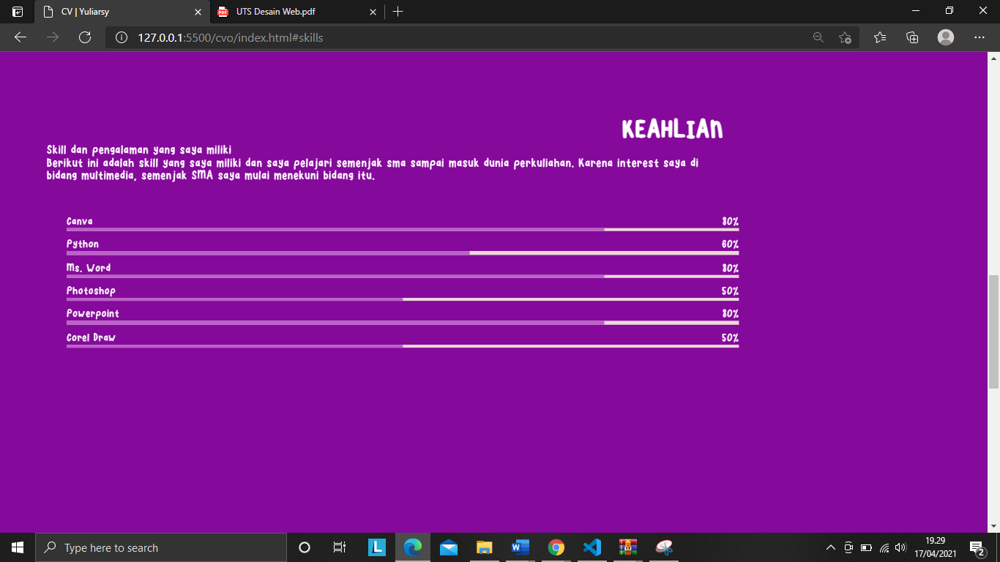 CV | Yuliarsy
UTS Desain Web.pdf
127.0.0.1:5500/cvo/index.html#skills
KEAHLIAN
Skill dan pengalaman yang saya miliki
Berikut ini adalah skill yang saya miliki dan saya pelajari semenjak sma sampai masuk dunia perkuliahan. Karena interest saya di
bidang multimedia, semenjak SMA saya mulai menekuni bidang itu.
Canva 80%
Python 60%
Ms. Word 80%
Photoshop 50%
Powerpoint 80%
Corel Draw 50%
Type here to search
19.29
17/04/2021
2